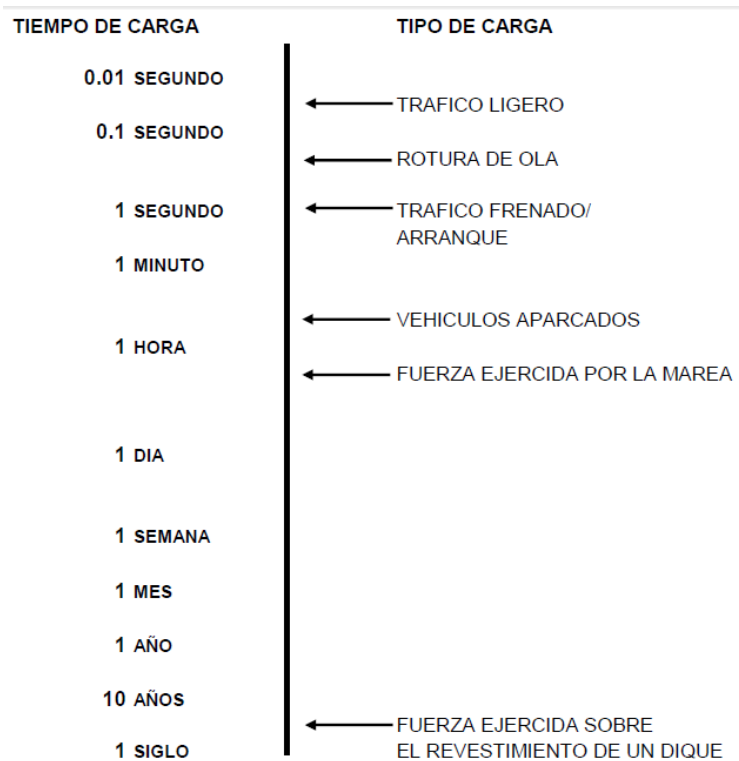 TIEMPO DE CARGA TIPO DE CARGA
0.01 SEGUNDO
TRAFICO LIGERO
0.1 SEGUNDO
ROTURA DE OLA
1 SEGUNDO TRAFICO FRENADO/
ARRANQUE
1 MINUTO
VEHICULOS APARCADOS
1 HORA
FUERZA EJERCIDA POR LA MAREA
1 DIA
1 SEMANA
1 MES
1 AÑO
10 AÑOS
FUERZA EJERCIDA SOBRE
1 SIGLO EL REVESTIMIENTO DE UN DIQUE